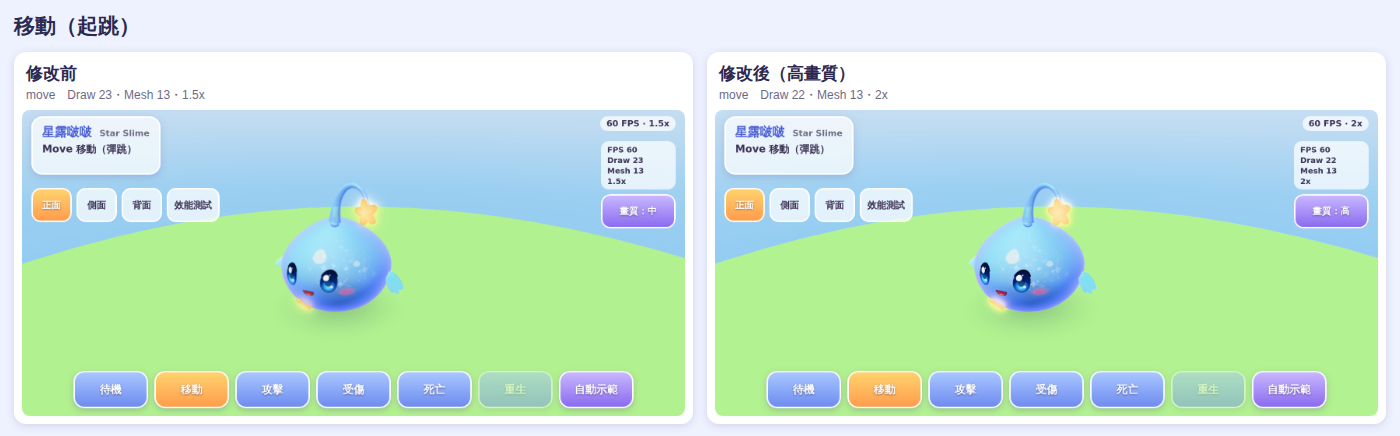 移動（起跳）
修改前
move Draw 23・Mesh 13・1.5x
星露啵啵 Star Slime
Move 移動（彈跳）
60 FPS · 1.5x
FPS 60
Draw 23
Mesh 13
1.5x
正面 側面 背面 效能測試
畫質：中
待機 移動 攻擊 受傷 死亡 重生 自動示範
修改後（高畫質）
move Draw 22・Mesh 13・2x
星露啵啵 Star Slime
Move 移動（彈跳）
60 FPS · 2x
FPS 60
Draw 22
Mesh 13
2x
正面 側面 背面 效能測試
畫質：高
待機 移動 攻擊 受傷 死亡 重生 自動示範